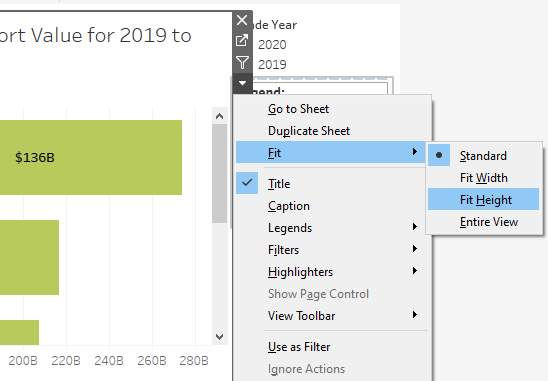 ort Value for 2019 to
de Year
2020
2019
gend:
$136B
200B 220B 240B 260B 280B
Go to Sheet
Duplicate Sheet
Fit
Title
Caption
Legends
Filters
Highlighters
Show Page Control
View Toolbar
Use as Filter
Ignore Actions
Standard
Fit Width
Fit Height
Entire View